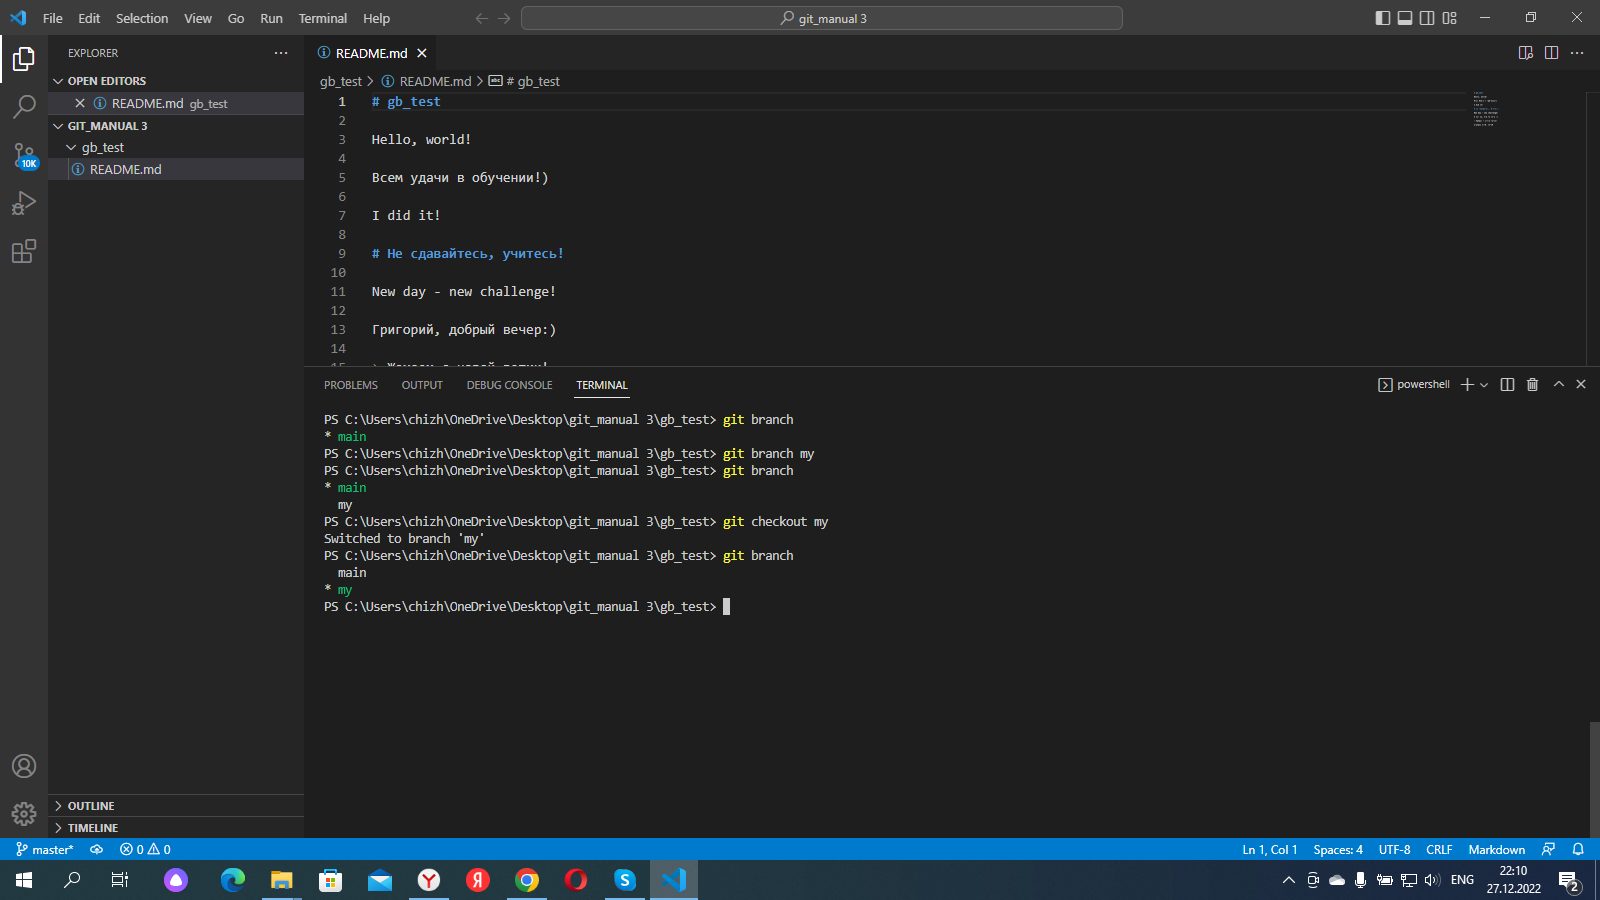 File Edit Selection View Go Run Terminal Help
git_manual 3
EXPLORER
OPEN EDITORS
README.md gb_test
GIT_MANUAL 3
gb_test
README.md
10K
OUTLINE
TIMELINE
README.md
gb_test > README.md > # gb_test
1 # gb_test
2
3 Hello, world!
4
5 Всем удачи в обучении!)
6
7 I did it!
8
9 # Не сдавайтесь, учитесь!
10
11 New day - new challenge!
12
13 Григорий, добрый вечер:)
14
PROBLEMS OUTPUT DEBUG CONSOLE TERMINAL
powershell
PS C:\Users\chizh\OneDrive\Desktop\git_manual 3\gb_test> git branch
* main
PS C:\Users\chizh\OneDrive\Desktop\git_manual 3\gb_test> git branch my
PS C:\Users\chizh\OneDrive\Desktop\git_manual 3\gb_test> git branch
* main
my
PS C:\Users\chizh\OneDrive\Desktop\git_manual 3\gb_test> git checkout my
Switched to branch 'my'
PS C:\Users\chizh\OneDrive\Desktop\git_manual 3\gb_test> git branch
main
* my
PS C:\Users\chizh\OneDrive\Desktop\git_manual 3\gb_test>
master* 0 0
Ln 1, Col 1 Spaces: 4 UTF-8 CRLF Markdown
ENG
22:10
27.12.2022
2